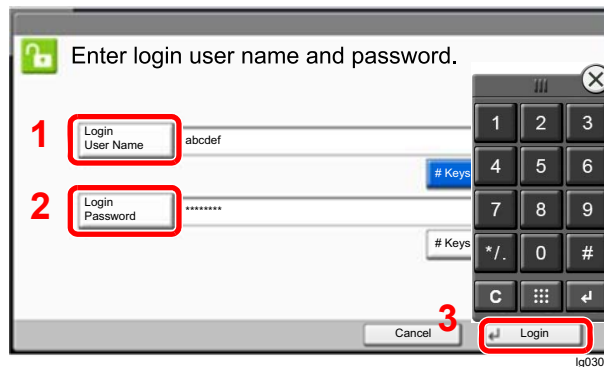 Enter login user name and password.
1
Login
User Name
abcdef
# Keys
2
Login
Password
********
# Keys
1 2 3
4 5 6
7 8 9
*/. 0 #
C
3
Cancel
Login
lg030